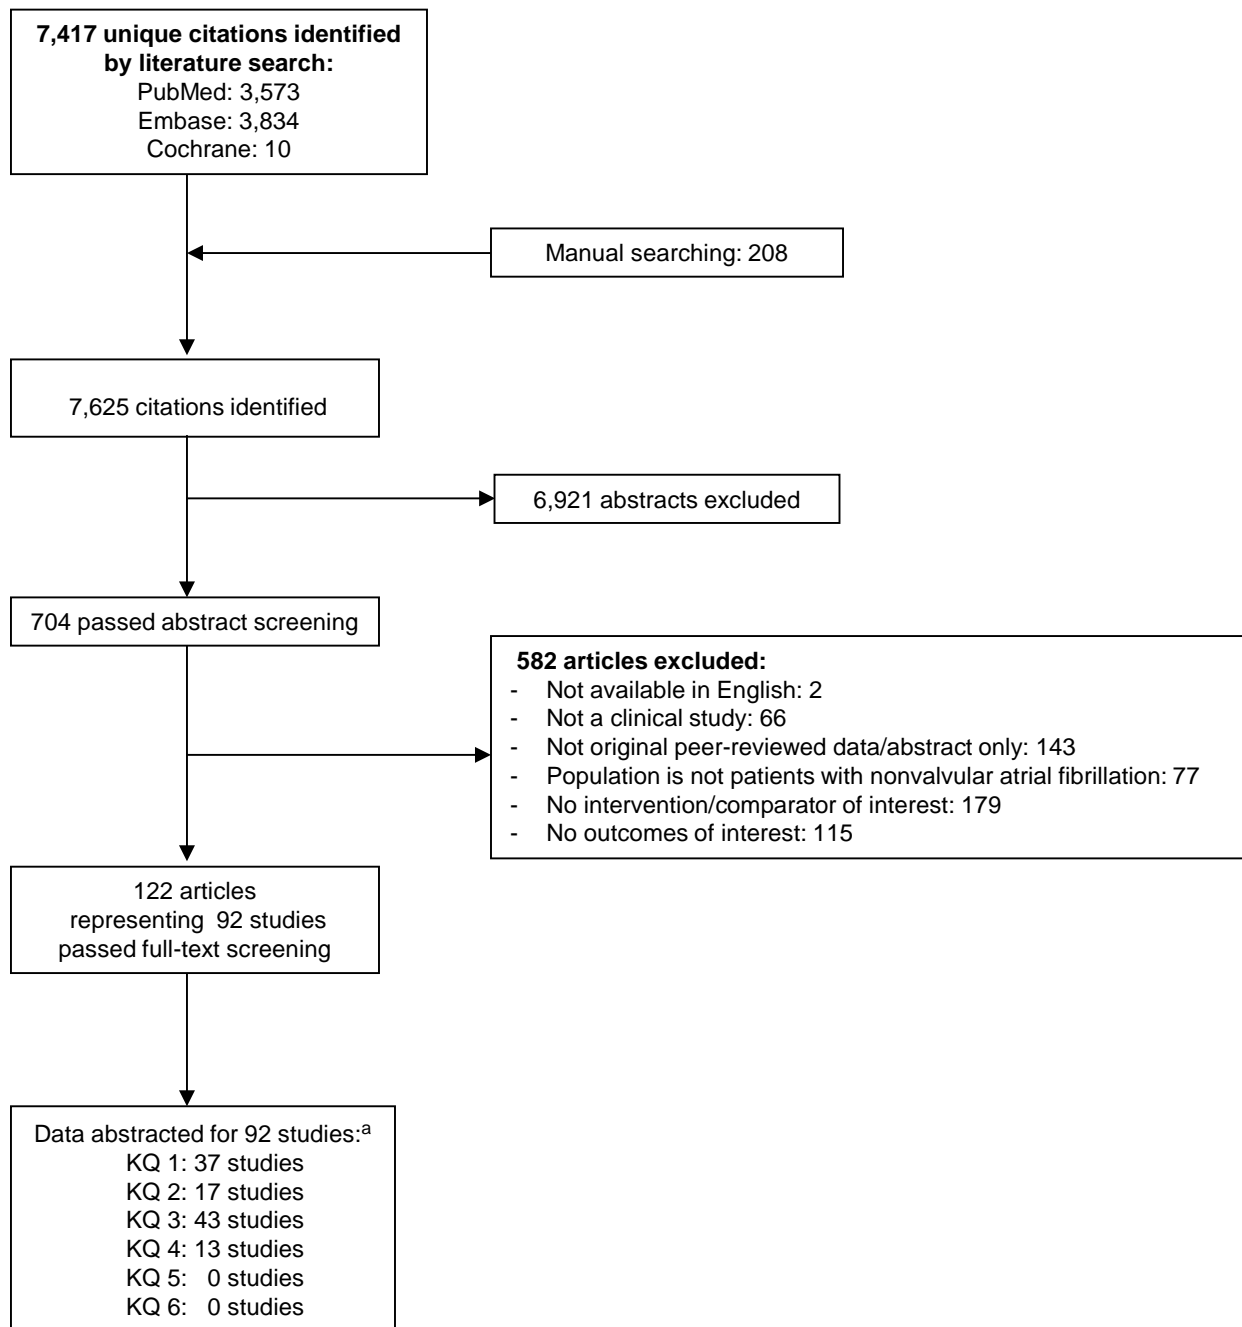 7,417 unique citations identified
by literature search:
PubMed: 3,573
Embase: 3,834
Cochrane: 10
Manual searching: 208
7,625 citations identified
6,921 abstracts excluded
704 passed abstract screening
582 articles excluded:
- Not available in English: 2
- Not a clinical study: 66
- Not original peer-reviewed data/abstract only: 143
- Population is not patients with nonvalvular atrial fibrillation: 77
- No intervention/comparator of interest: 179
- No outcomes of interest: 115
122 articles
representing 92 studies
passed full-text screening
Data abstracted for 92 studies:a
KQ 1: 37 studies
KQ 2: 17 studies
KQ 3: 43 studies
KQ 4: 13 studies
KQ 5: 0 studies
KQ 6: 0 studies